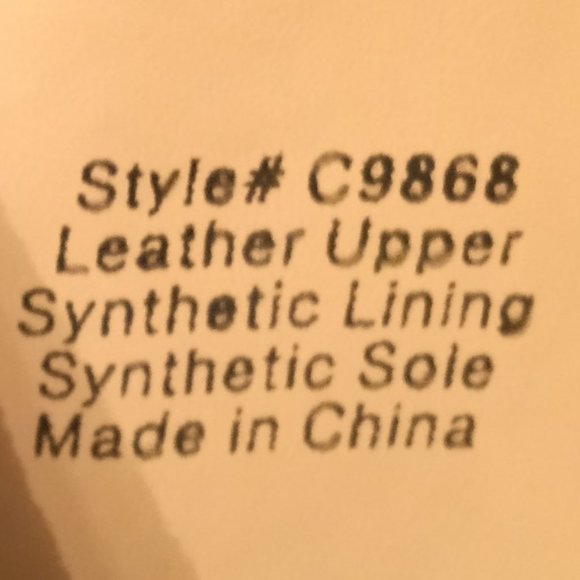 Style# C9868
Leather Upper
Synthetic Lining
Synthetic Sole
Made in China